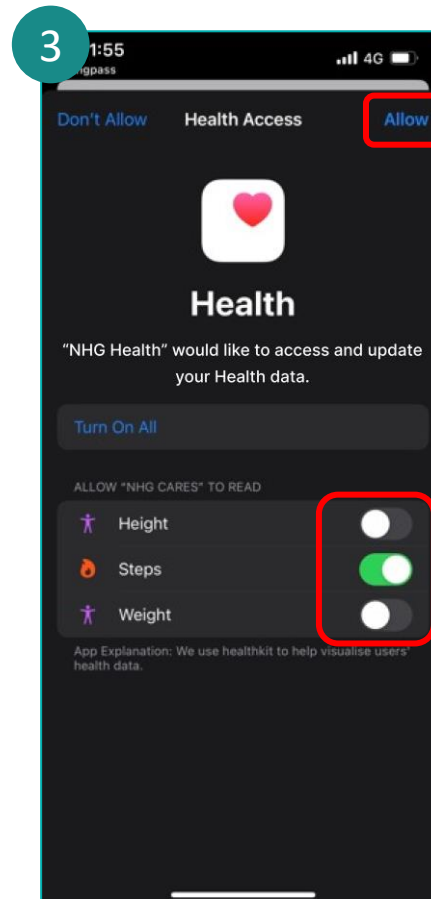 3
1:55
4G
ngpass
Don't Allow Health Access Allow
Health
“NHG Health” would like to access and update
your Health data.
Turn On All
ALLOW “NHG CARES” TO READ
Height
Steps
Weight
App Explanation: We use healthkit to help visualise users'
health data.